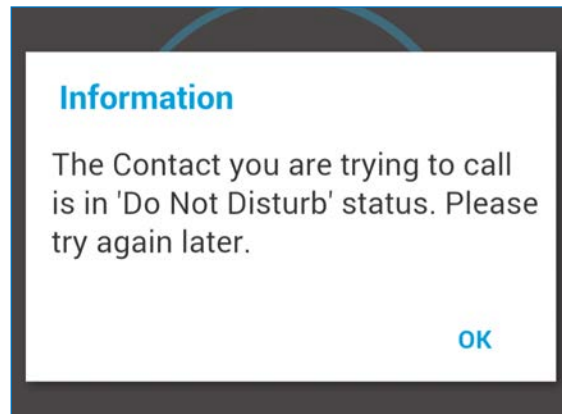 Information
The Contact you are trying to call
is in 'Do Not Disturb' status. Please
try again later.
OK